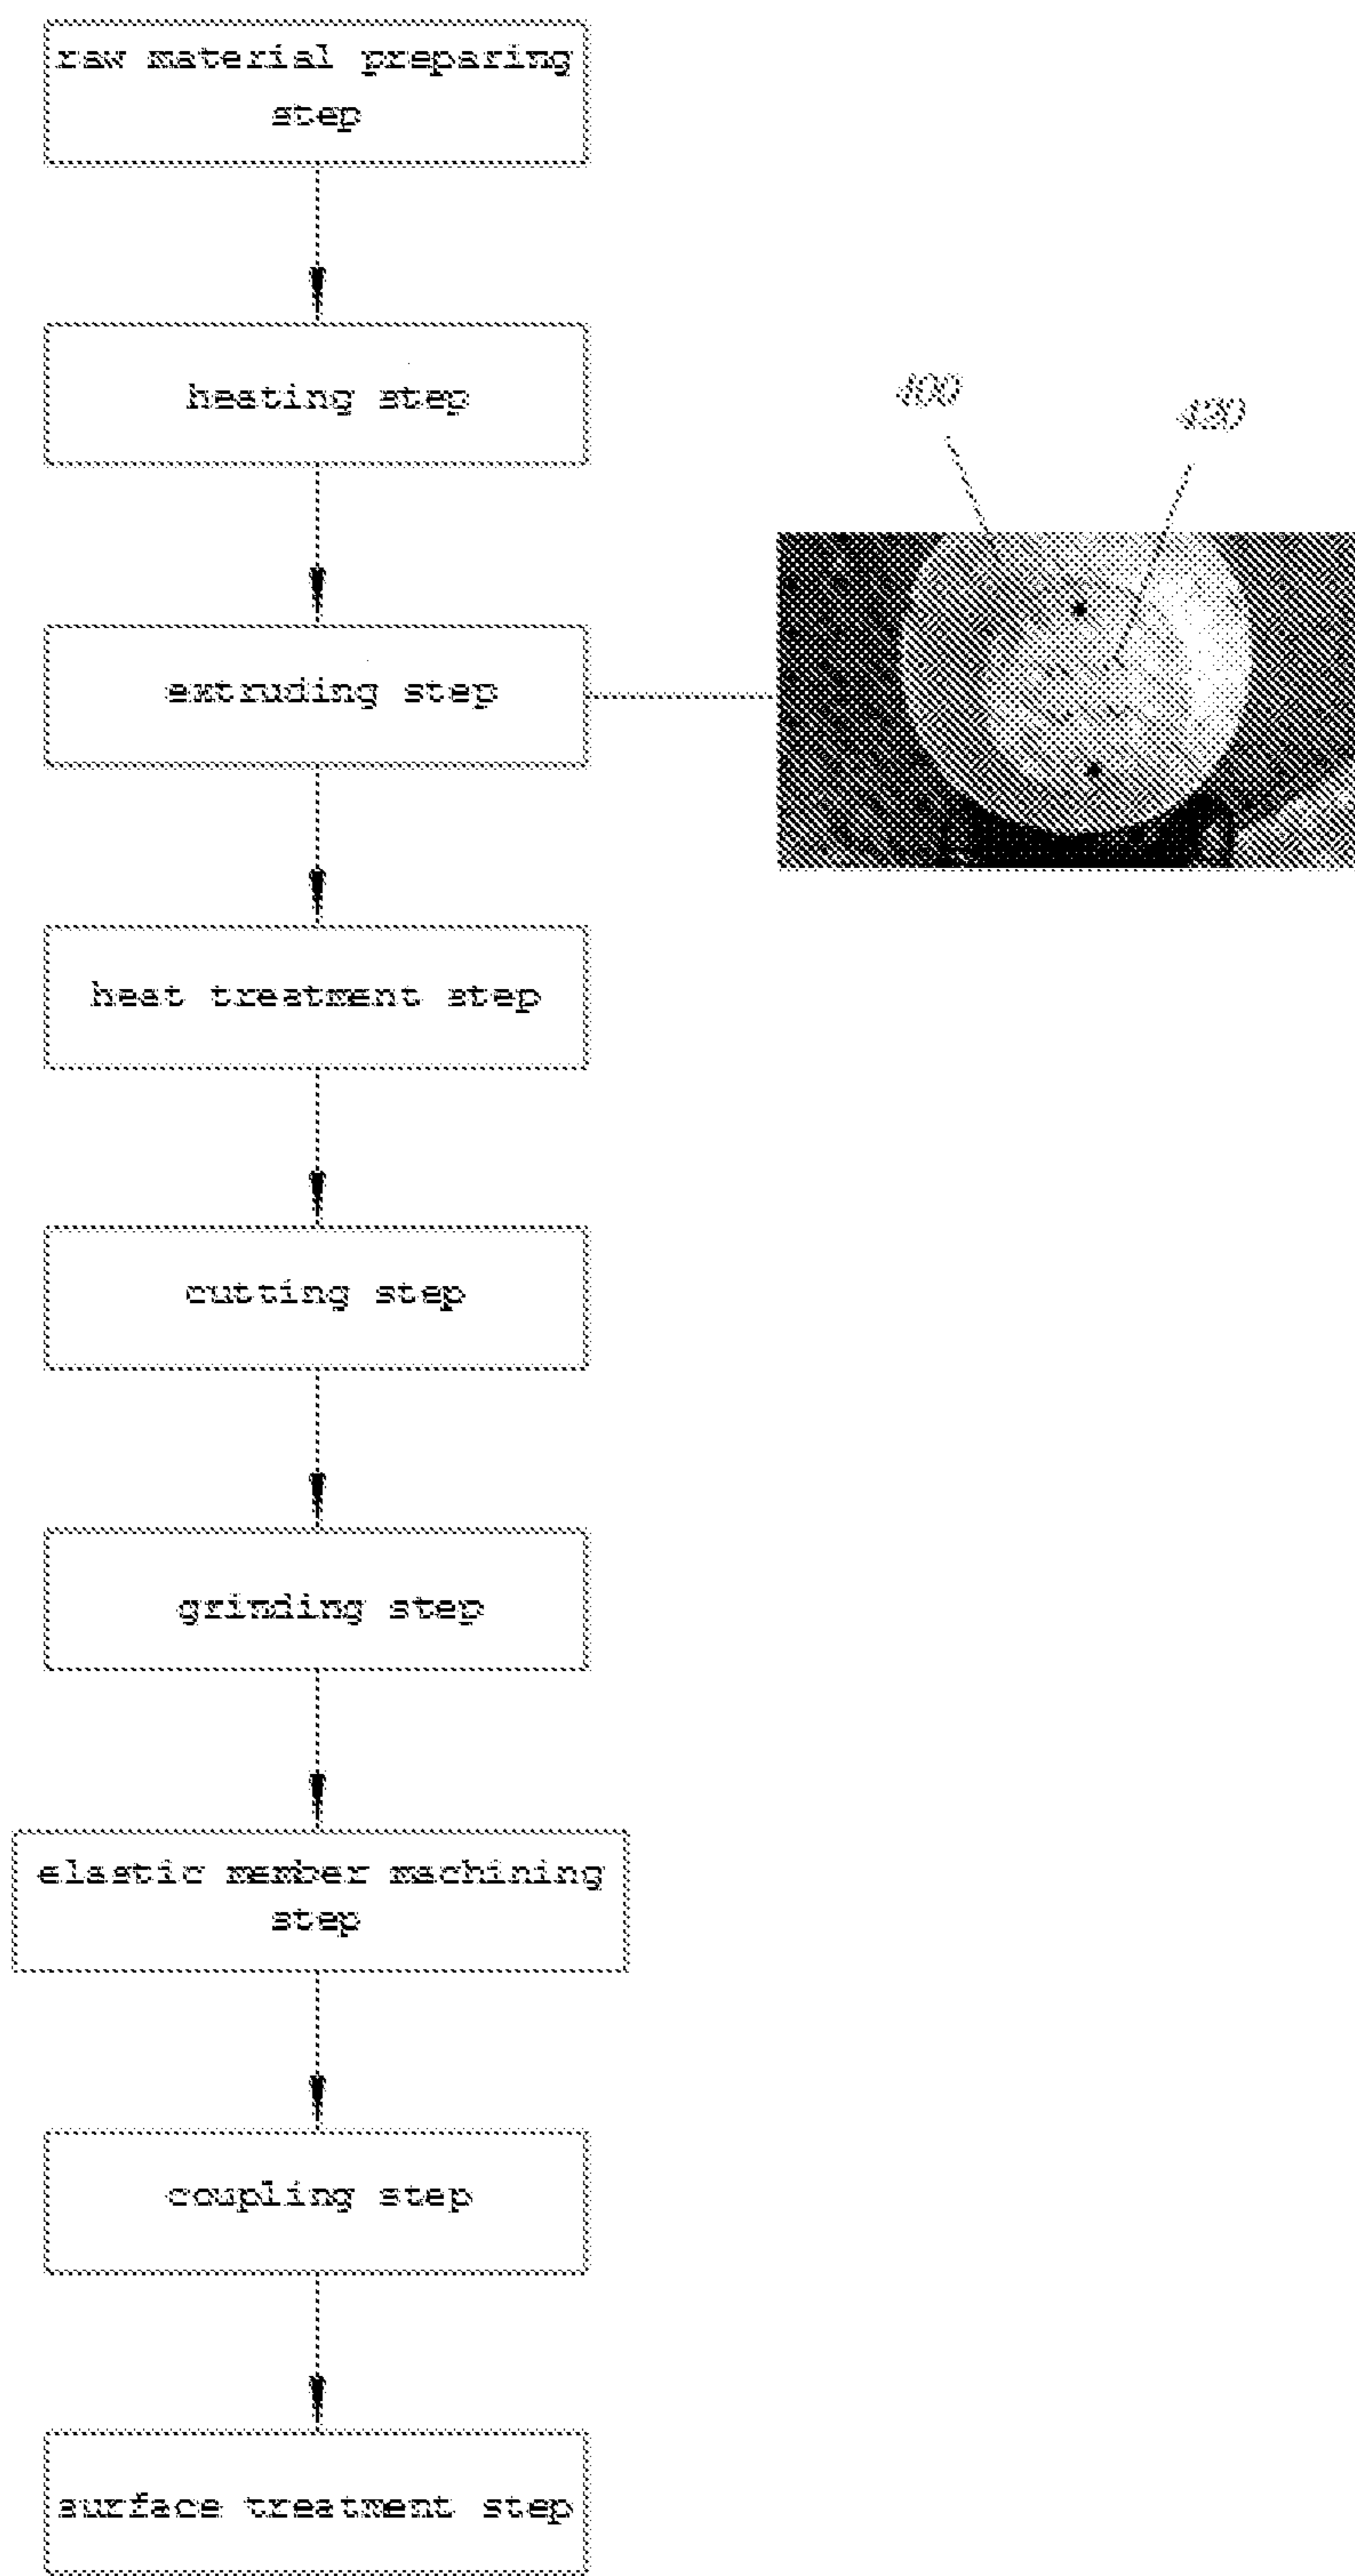 raw material preparing
step
heating step
400
420
extruding step
heat treatment step
cutting step
grinding step
elastic member machining
step
coupling step
surface treatment step